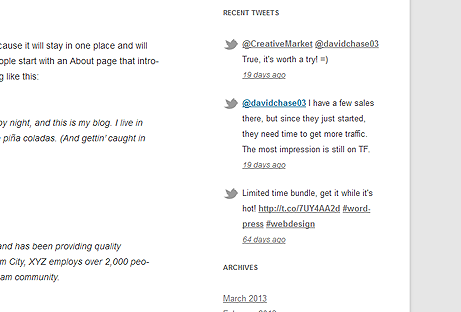 cause it will stay in one place and will
ople start with an About page that intro-
g like this:
by night, and this is my blog. I live in
piña coladas. (And gettin' caught in
and has been providing quality
m City, XYZ employs over 2,000 peo-
am community.
RECENT TWEETS
@CreativeMarket @davidchase03
True, it's worth a try! =)
19 days ago
@davidchase03 I have a few sales
there, but since they just started,
they need time to get more traffic.
The most impression is still on TF.
19 days ago
Limited time bundle, get it while it's
hot! http://t.co/7UY4AA2d #word-
press #webdesign
64 days ago
ARCHIVES
March 2013